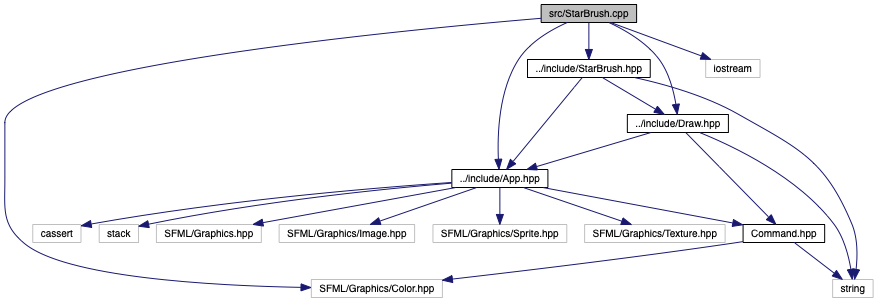 src/StarBrush.cpp
../include/StarBrush.hpp
iostream
../include/Draw.hpp
../include/App.hpp
cassert
stack
SFML/Graphics.hpp
SFML/Graphics/Image.hpp
SFML/Graphics/Sprite.hpp
SFML/Graphics/Texture.hpp
Command.hpp
SFML/Graphics/Color.hpp
string